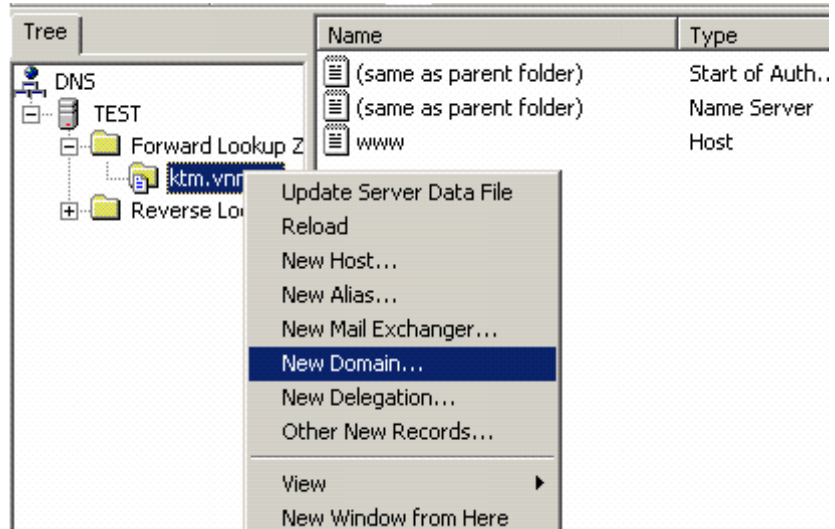 Tree
Name Type
DNS
TEST
Forward Lookup Z
ktm.vnn
Reverse Lo
(same as parent folder) Start of Auth..
(same as parent folder) Name Server
www Host
Update Server Data File
Reload
New Host...
New Alias...
New Mail Exchanger...
New Domain...
New Delegation...
Other New Records...
View
New Window from Here